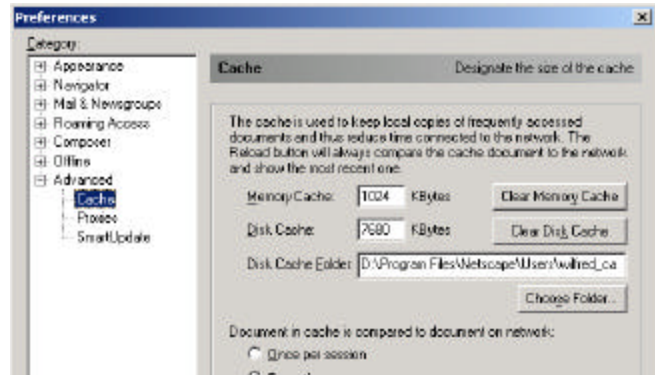 Preferences
Category:
Appearance
Navigator
Mail & Newsgroups
Roaming Access
Composer
Offline
Advanced
Cache
Proxies
SmartUpdate
Cache Designate the size of the cache
The cache is used to keep local copies of frequently accessed
documents and thus reduce time connected to the network. The
Reload button will always compare the cache document to the network
and show the most recent one.
Memory Cache: 1024 KBytes Clear Memory Cache
Disk Cache: 7680 KBytes Clear Disk Cache
Disk Cache Folder: D:\Program Files\Netscape\Users\wilfred_ca
Choose Folder...
Document in cache is compared to document on network:
Once per session